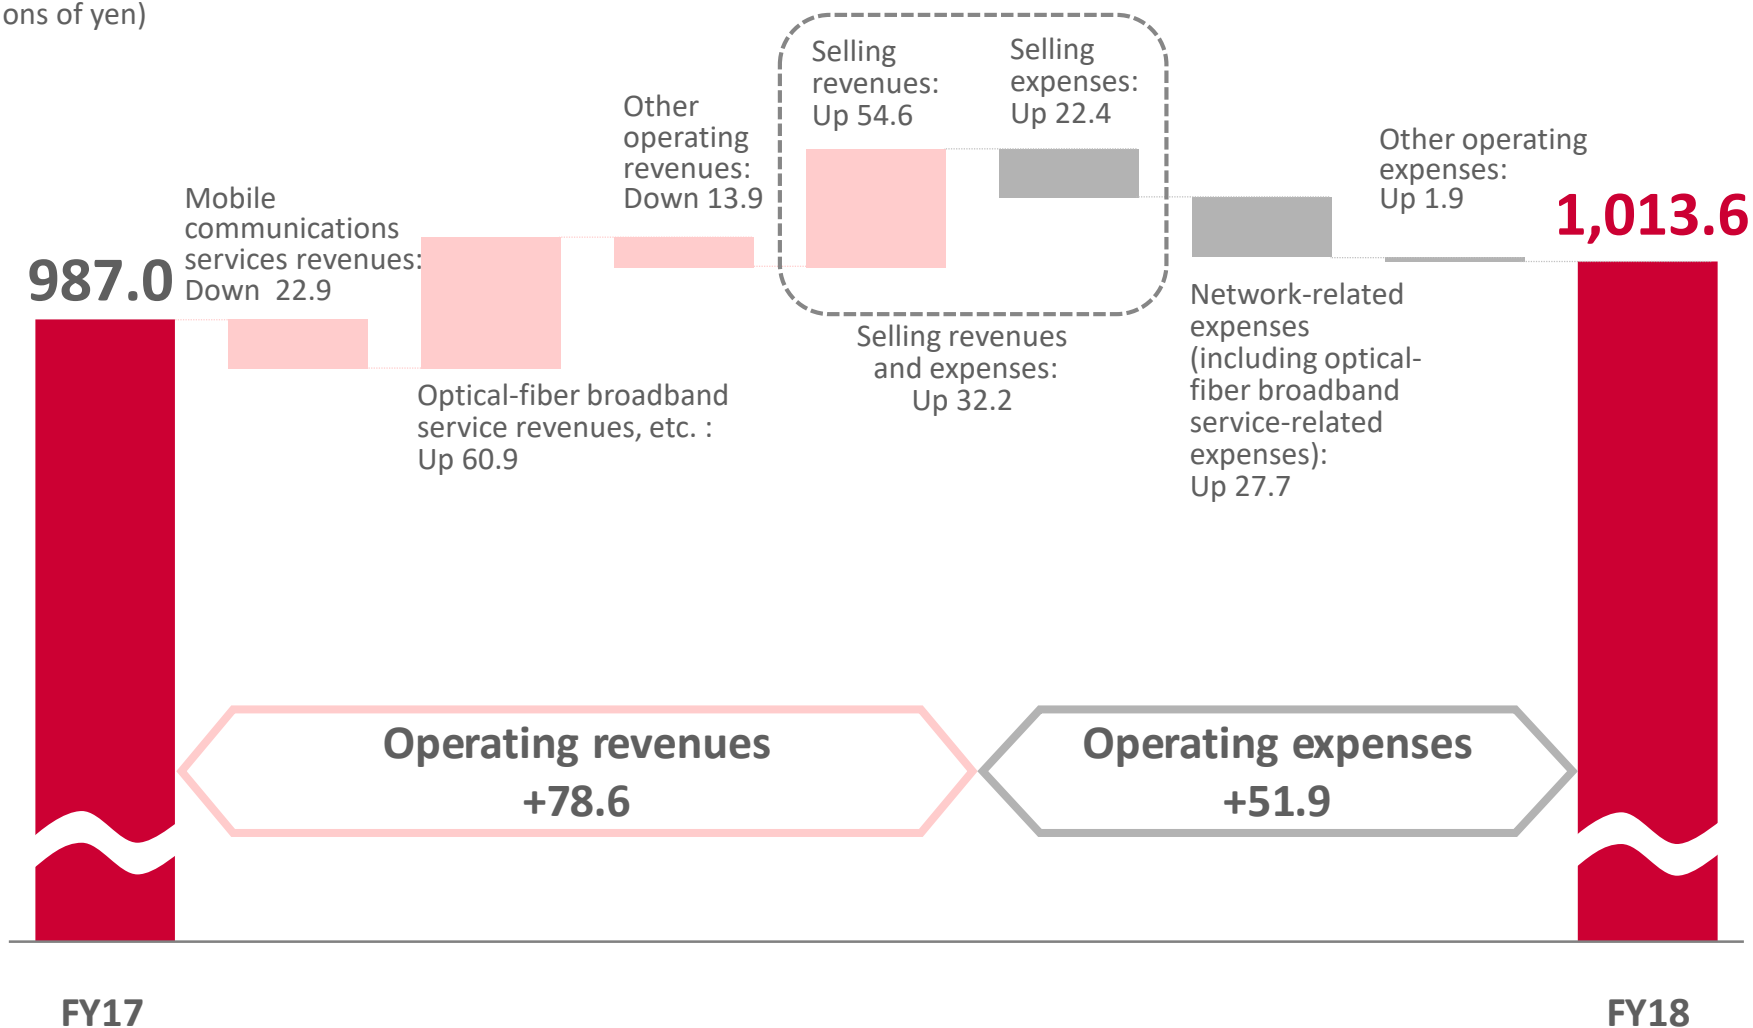 ons of yen)
Selling
revenues:
Up 54.6
Selling
expenses:
Up 22.4
Other
operating
revenues:
Down 13.9
Other operating
expenses:
Up 1.9
Mobile
communications
services revenues:
Down 22.9
987.0
1,013.6
Optical-fiber broadband
service revenues, etc. :
Up 60.9
Selling revenues
and expenses:
Up 32.2
Network-related
expenses
(including optical-
fiber broadband
service-related
expenses):
Up 27.7
Operating revenues
+78.6
Operating expenses
+51.9
FY17
FY18